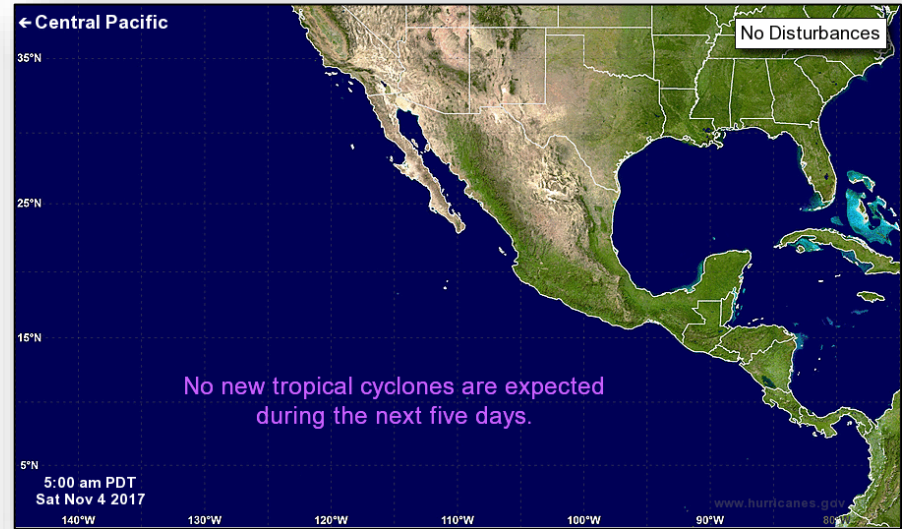 ← Central Pacific
No Disturbances
35°N
25°N
15°N
No new tropical cyclones are expected
during the next five days.
5°N
5:00 am PDT
Sat Nov 4 2017
www.hurricanes.gov
140°W 130°W 120°W 110°W 100°W 90°W 80°W